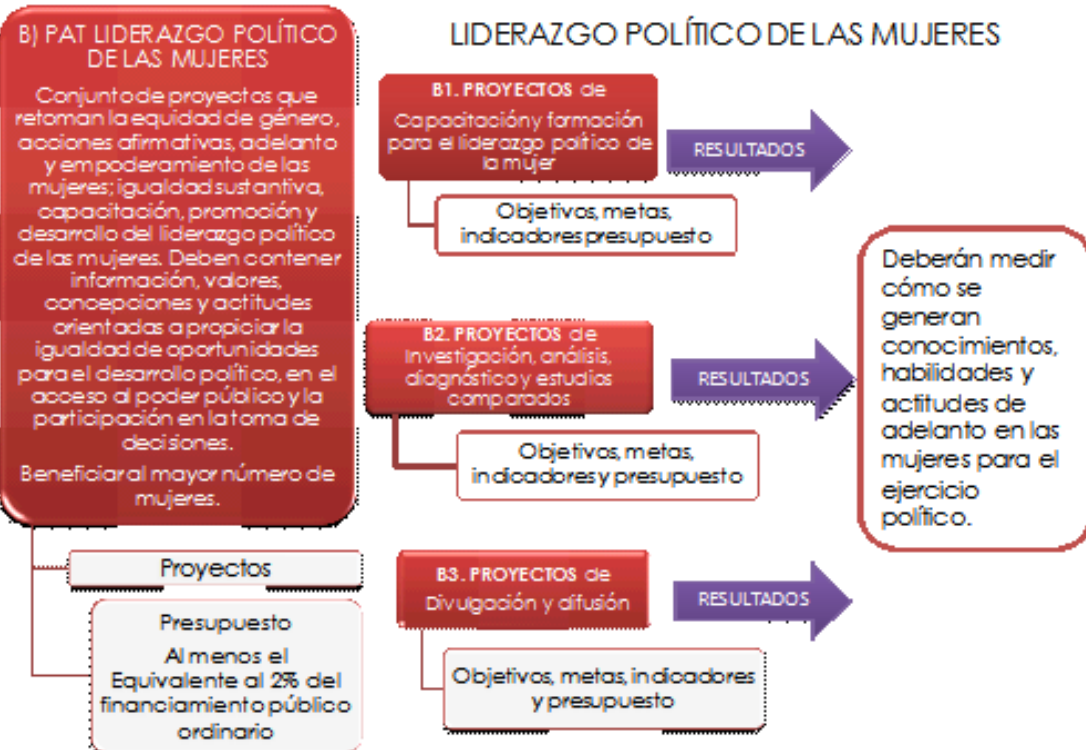 B) PAT LIDERAZGO POLÍTICO
DE LAS MUJERES
Conjunto de proyectos que
retoman la equidad de género,
acciones afirmativas, adelanto
y empoderamiento de las
mujeres; igualdad sustantiva,
capacitación, promoción y
desarrollo del liderazgo político
de las mujeres. Deben contener
información, valores,
concepciones y actitudes
orientadas a propiciar la
igualdad de oportunidades
para el desarrollo político, en el
acceso al poder público y la
participación en la toma de
decisiones.
Beneficiar al mayor número de
mujeres.
Proyectos
Presupuesto
Al menos el
Equivalente al 2% del
financiamiento público
ordinario
LIDERAZGO POLÍTICO DE LAS MUJERES
B1. PROYECTOS de
Capacitación y formación
para el liderazgo político de
la mujer
RESULTADOS
Objetivos, metas,
indicadores presupuesto
B2. PROYECTOS de
Investigación, análisis,
diagnóstico y estudios
comparados
RESULTADOS
Objetivos, metas,
indicadores y presupuesto
B3. PROYECTOS de
Divulgación y difusión
RESULTADOS
Objetivos, metas, indicadores
y presupuesto
Deberán medir
cómo se
generan
conocimientos,
habilidades y
actitudes de
adelanto en las
mujeres para el
ejercicio
político.